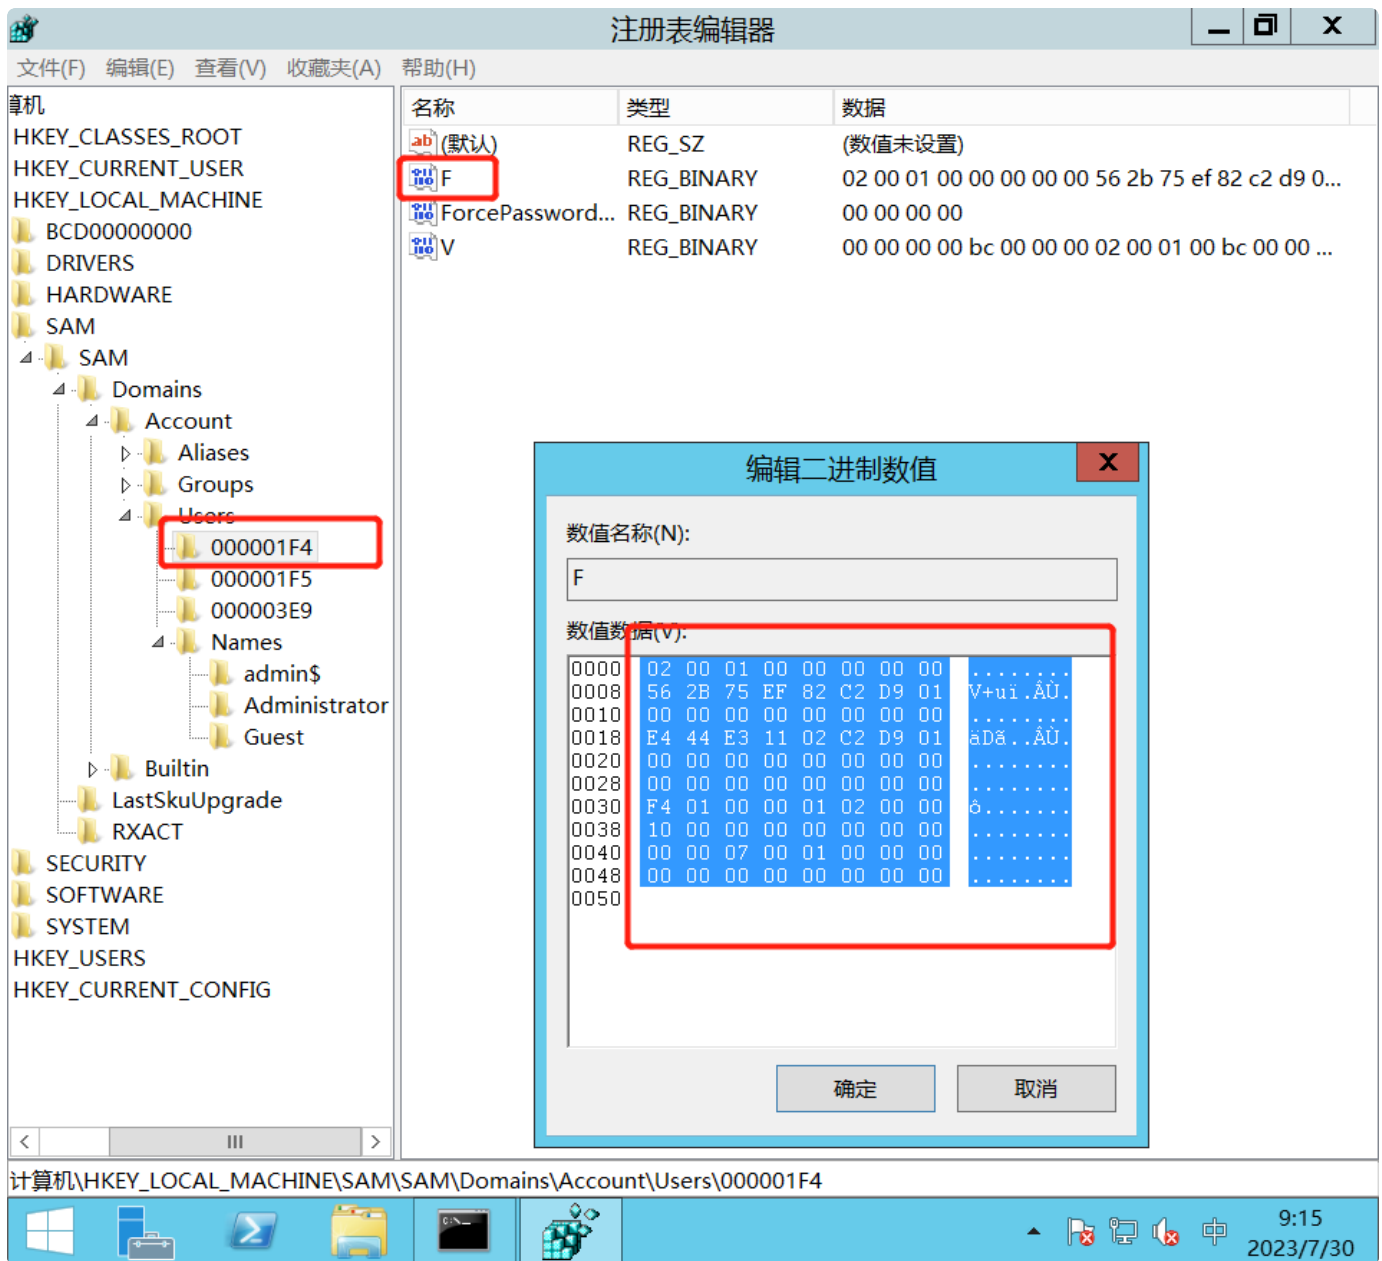 注册表编辑器
文件(F) 编辑(E) 查看(V) 收藏夹(A) 帮助(H)
算机
HKEY_CLASSES_ROOT
HKEY_CURRENT_USER
HKEY_LOCAL_MACHINE
BCD00000000
DRIVERS
HARDWARE
SAM
SAM
Domains
Account
Aliases
Groups
Users
000001F4
000001F5
000003E9
Names
admin$
Administrator
Guest
Builtin
LastSkuUpgrade
RXACT
SECURITY
SOFTWARE
SYSTEM
HKEY_USERS
HKEY_CURRENT_CONFIG
名称 类型 数据
(默认) REG_SZ (数值未设置)
F REG_BINARY 02 00 01 00 00 00 00 00 56 2b 75 ef 82 c2 d9 0...
ForcePassword... REG_BINARY 00 00 00 00
V REG_BINARY 00 00 00 00 bc 00 00 00 02 00 01 00 bc 00 00 ...
编辑二进制数值
数值名称(N):
F
数值数据(V):
0000 02 00 01 00 00 00 00 00 ........
0008 56 2B 75 EF 82 C2 D9 01 V+uï.ÂÙ.
0010 00 00 00 00 00 00 00 00 ........
0018 E4 44 E3 11 02 C2 D9 01 äDã..ÂÙ.
0020 00 00 00 00 00 00 00 00 ........
0028 00 00 00 00 00 00 00 00 ........
0030 F4 01 00 00 01 02 00 00 ô.......
0038 10 00 00 00 00 00 00 00 ........
0040 00 00 07 00 01 00 00 00 ........
0048 00 00 00 00 00 00 00 00 ........
0050
确定 取消
计算机\HKEY_LOCAL_MACHINE\SAM\SAM\Domains\Account\Users\000001F4
中
9:15
2023/7/30